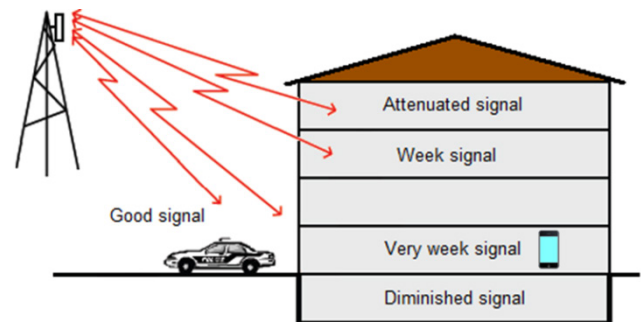 Attenuated signal
Week signal
Good signal
Very week signal
Diminished signal